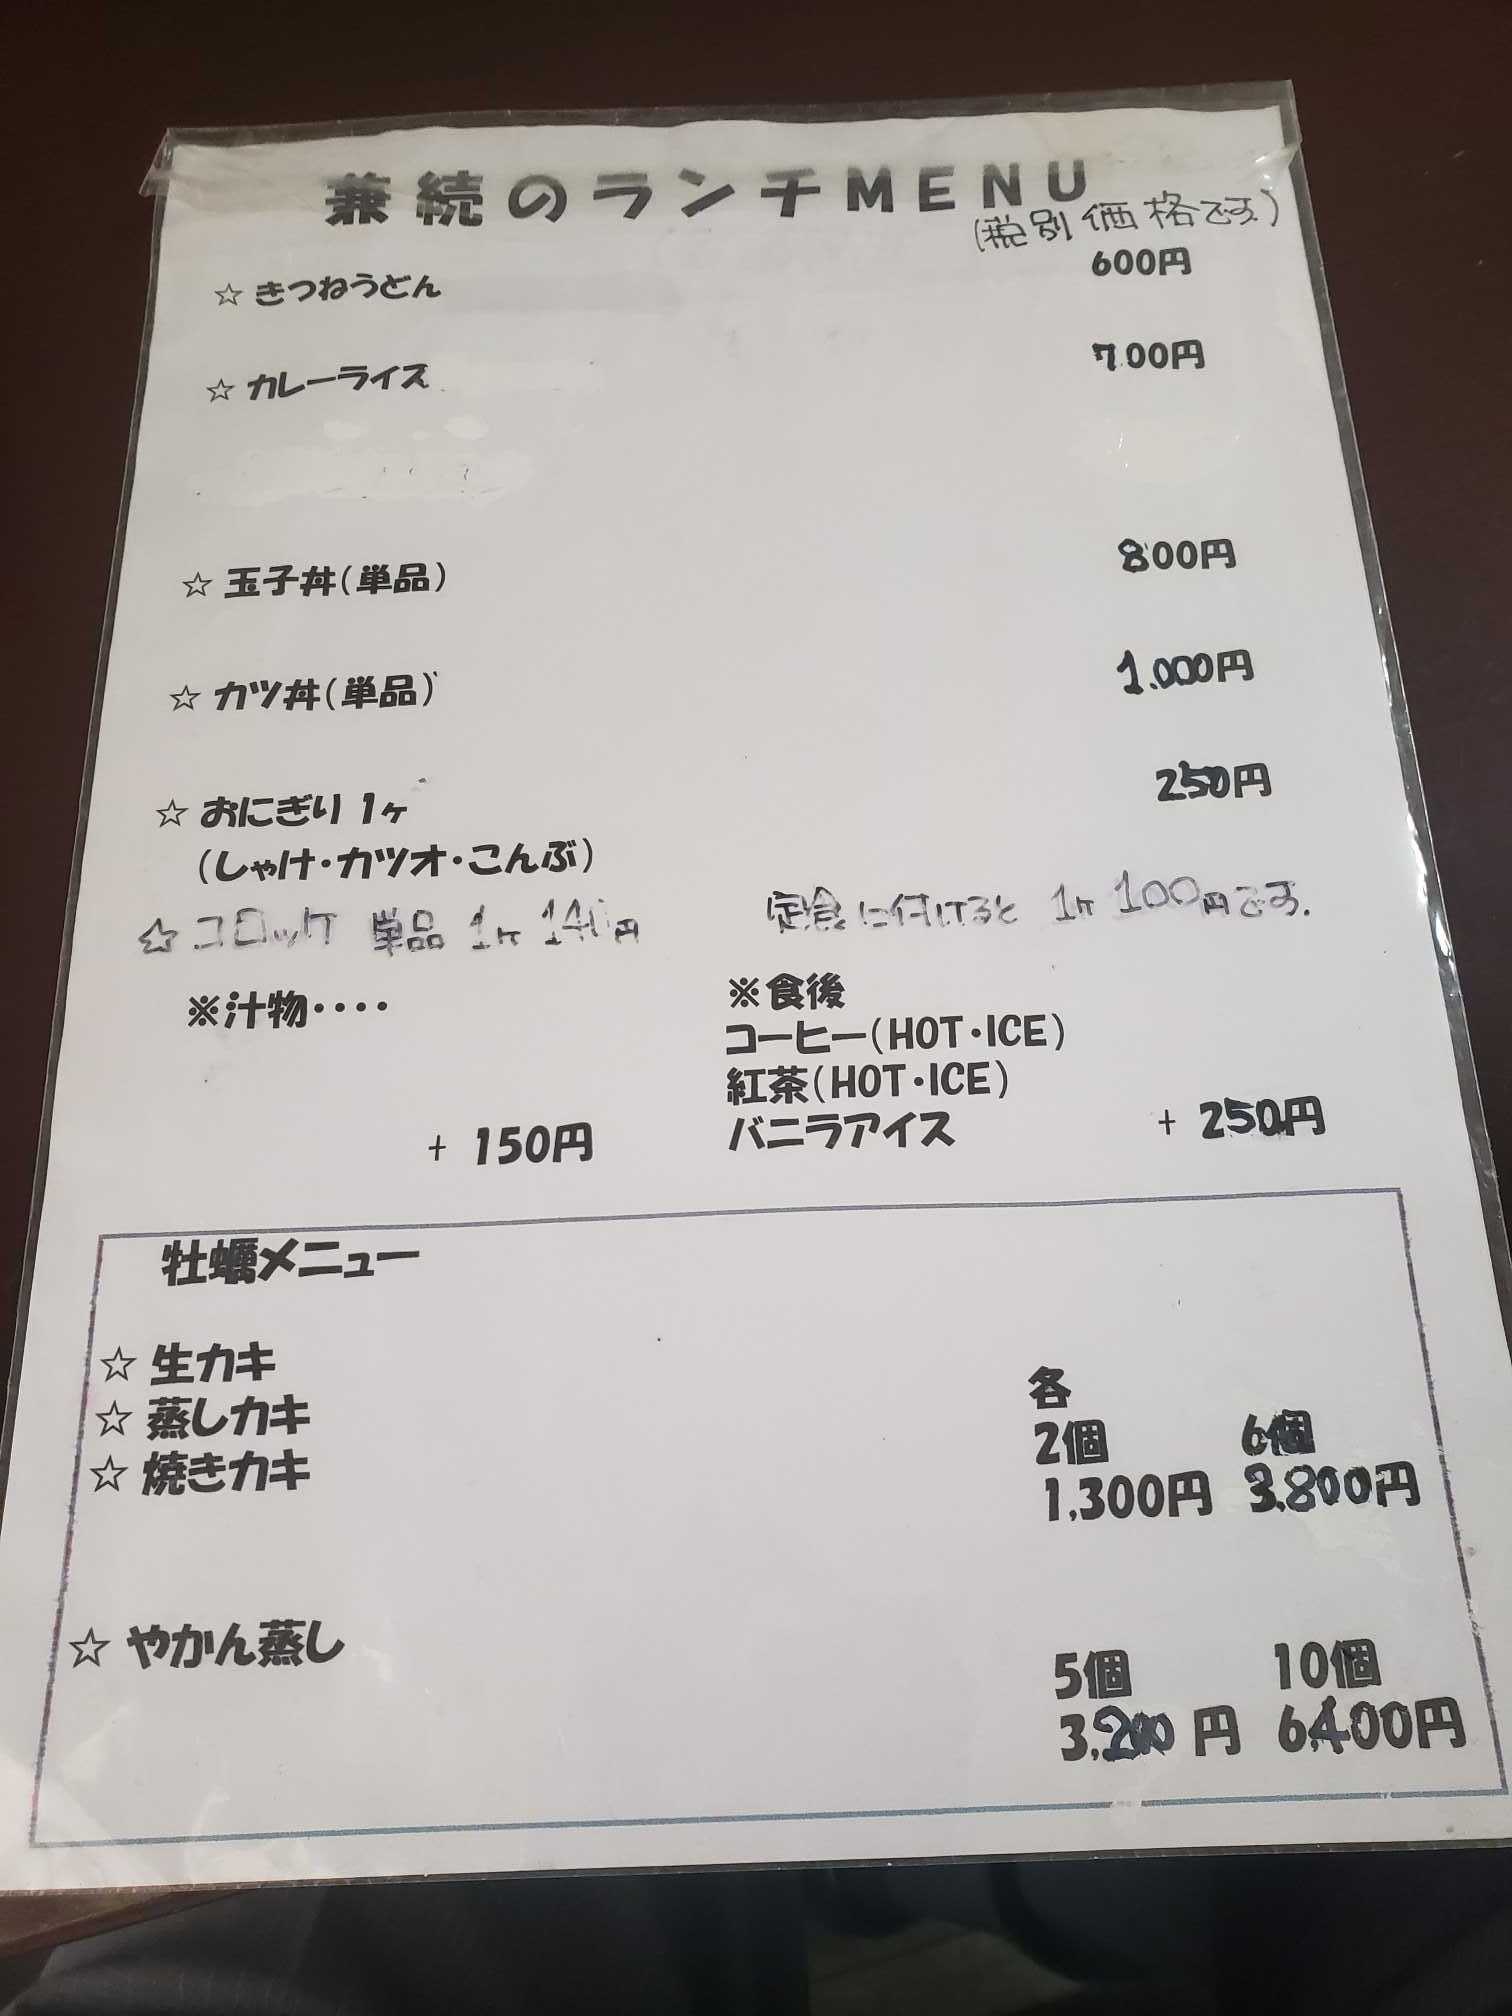 兼続のランチMENU
(税別価格です。)
☆ きつねうどん 600円
☆ カレーライス 700円
☆ 玉子丼(単品) 800円
☆ カツ丼(単品) 1,000円
☆ おにぎり 1ヶ 250円
(しゃけ・カツオ・こんぶ)
☆ コロッケ 単品 1ヶ 140円 定食に付けると 1ヶ 100円です。
※汁物・・・・
+ 150円
※食後
コーヒー(HOT・ICE)
紅茶(HOT・ICE)
バニラアイス + 250円
牡蠣メニュー
☆ 生カキ
☆ 蒸しカキ
☆ 焼きカキ
各
2個 6個
1,300円 3,800円
☆ やかん蒸し
5個 10個
3,200円 6,400円